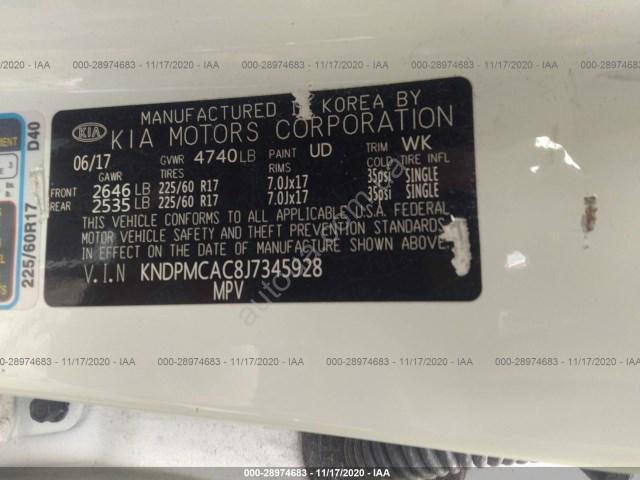 000-28974683 - 11/17/2020 - IAA
MANUFACTURED I KOREA BY
KIA KIA MOTORS CORPORATION
06/17 GVWR 4740 LB PAINT UD TRIM WK
GAWR TIRES RIMS COLD TIRE INFL
FRONT 2646 LB 225/60 R17 7.0Jx17 35psi SINGLE
REAR 2535 LB 225/60 R17 7.0Jx17 35psi SINGLE
THIS VEHICLE CONFORMS TO ALL APPLICABLE U.S.A. FEDERAL
MOTOR VEHICLE SAFETY AND THEFT PREVENTION STANDARDS
IN EFFECT ON THE DATE OF MANUFACTURE SHOWN ABOVE.
V.I.N KNDPMCAC8J7345928
MPV
D40
225/60R17
000-28974683 - 11/17/2020 - IAA
000-28974683 - 11/17/2020 - IAA